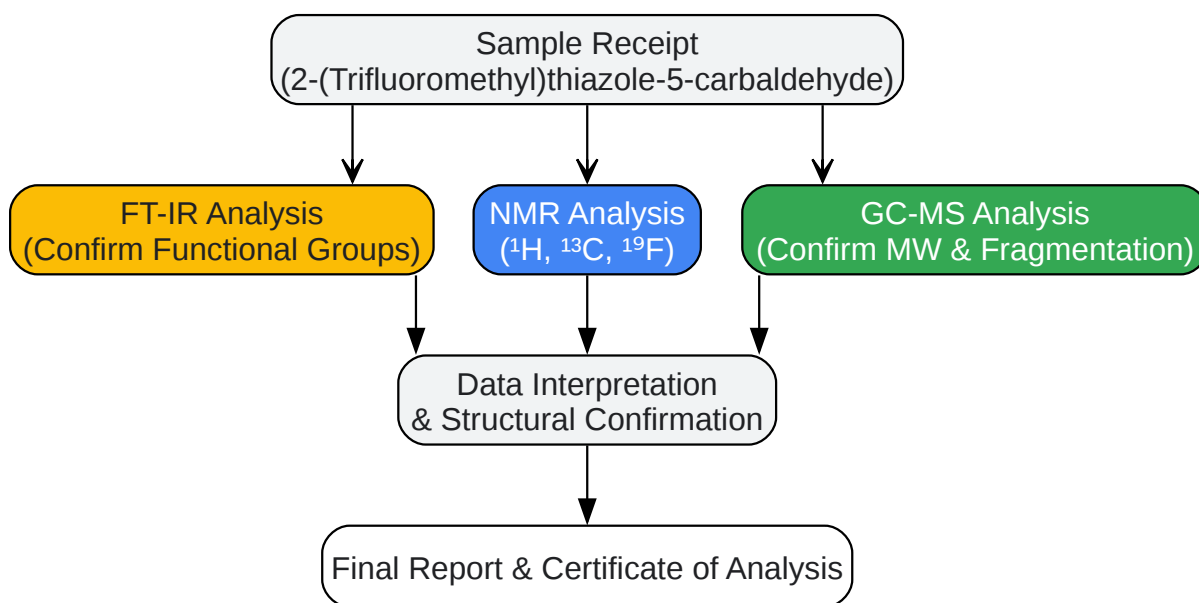 Sample Receipt
(2-(Trifluoromethyl)thiazole-5-carbaldehyde)
FT-IR Analysis
(Confirm Functional Groups)
NMR Analysis
(¹H, ¹³C, ¹⁹F)
GC-MS Analysis
(Confirm MW & Fragmentation)
Data Interpretation
& Structural Confirmation
Final Report & Certificate of Analysis